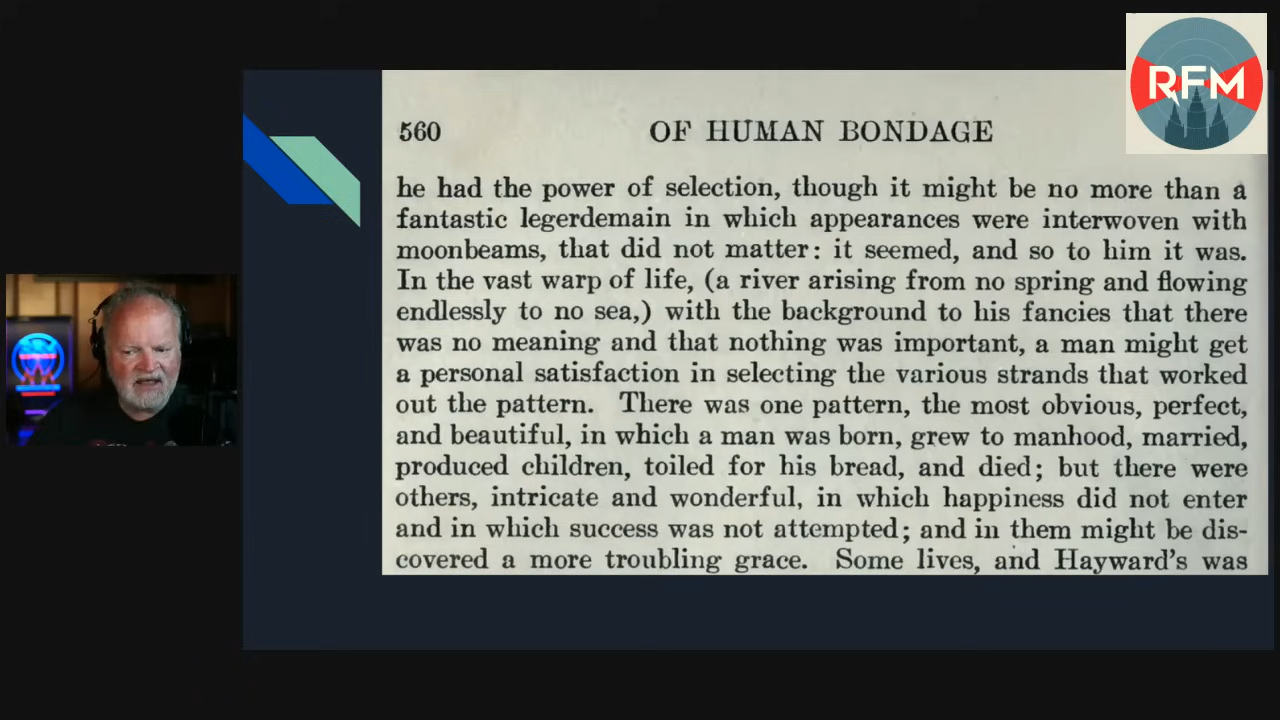 RFM
560 OF HUMAN BONDAGE
he had the power of selection, though it might be no more than a
fantastic legerdemain in which appearances were interwoven with
moonbeams, that did not matter: it seemed, and so to him it was.
In the vast warp of life, (a river arising from no spring and flowing
endlessly to no sea,) with the background to his fancies that there
was no meaning and that nothing was important, a man might get
a personal satisfaction in selecting the various strands that worked
out the pattern. There was one pattern, the most obvious, perfect,
and beautiful, in which a man was born, grew to manhood, married,
produced children, toiled for his bread, and died; but there were
others, intricate and wonderful, in which happiness did not enter
and in which success was not attempted; and in them might be dis-
covered a more troubling grace. Some lives, and Hayward's was